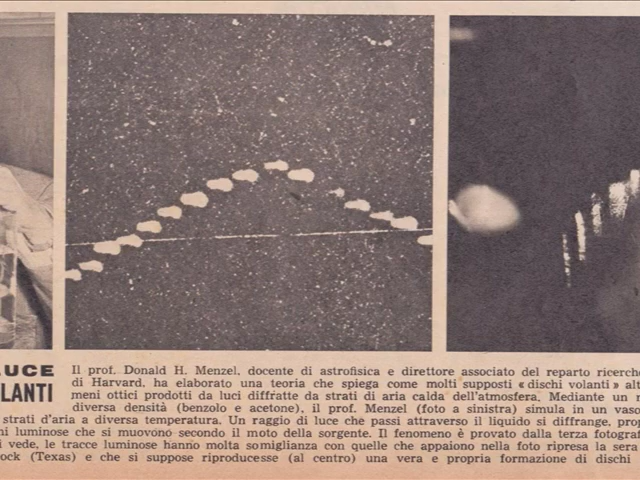 LUCE
LANTI
Il prof. Donald H. Menzel, docente di astrofisica e direttore associato del reparto ricerche
di Harvard, ha elaborato una teoria che spiega come molti supposti « dischi volanti » alt
meni ottici prodotti da luci diffratte da strati di aria calda dell'atmosfera. Mediante un
diversa densità (benzolo e acetone), il prof. Menzel (foto a sinistra) simula in un vaso
strati d'aria a diversa temperatura. Un raggio di luce che passi attraverso il liquido si diffrange, prop
ni luminose che si muovono secondo il moto della sorgente. Il fenomeno è provato dalla terza fotogra
i vede, le tracce luminose hanno molta somiglianza con quelle che appaiono nella foto ripresa la sera
ock (Texas) e che si suppose riproducesse (al centro) una vera e propria formazione di dischi